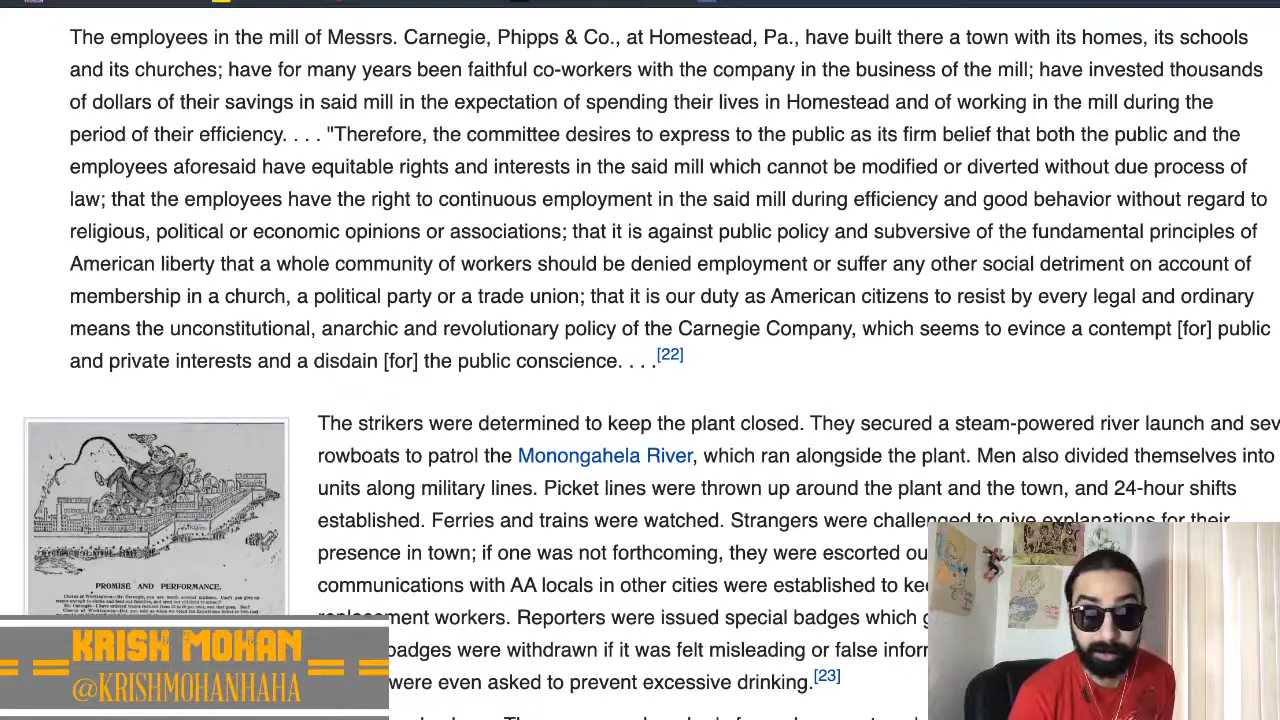 The employees in the mill of Messrs. Carnegie, Phipps & Co., at Homestead, Pa., have built there a town with its homes, its schools
and its churches; have for many years been faithful co-workers with the company in the business of the mill; have invested thousands
of dollars of their savings in said mill in the expectation of spending their lives in Homestead and of working in the mill during the
period of their efficiency. . . . "Therefore, the committee desires to express to the public as its firm belief that both the public and the
employees aforesaid have equitable rights and interests in the said mill which cannot be modified or diverted without due process of
law; that the employees have the right to continuous employment in the said mill during efficiency and good behavior without regard to
religious, political or economic opinions or associations; that it is against public policy and subversive of the fundamental principles of
American liberty that a whole community of workers should be denied employment or suffer any other social detriment on account of
membership in a church, a political party or a trade union; that it is our duty as American citizens to resist by every legal and ordinary
means the unconstitutional, anarchic and revolutionary policy of the Carnegie Company, which seems to evince a contempt [for] public
and private interests and a disdain [for] the public conscience. . . .[22]
The strikers were determined to keep the plant closed. They secured a steam-powered river launch and sev
rowboats to patrol the Monongahela River, which ran alongside the plant. Men also divided themselves into
units along military lines. Picket lines were thrown up around the plant and the town, and 24-hour shifts
established. Ferries and trains were watched. Strangers were challenged to give explanations for their
presence in town; if one was not forthcoming, they were escorted ou
communications with AA locals in other cities were established to kee
replacement workers. Reporters were issued special badges which g
badges were withdrawn if it was felt misleading or false infor
were even asked to prevent excessive drinking.[23]
PROMISE AND PERFORMANCE.
KRISH MOHAN
@KRISHMOHANHAHA